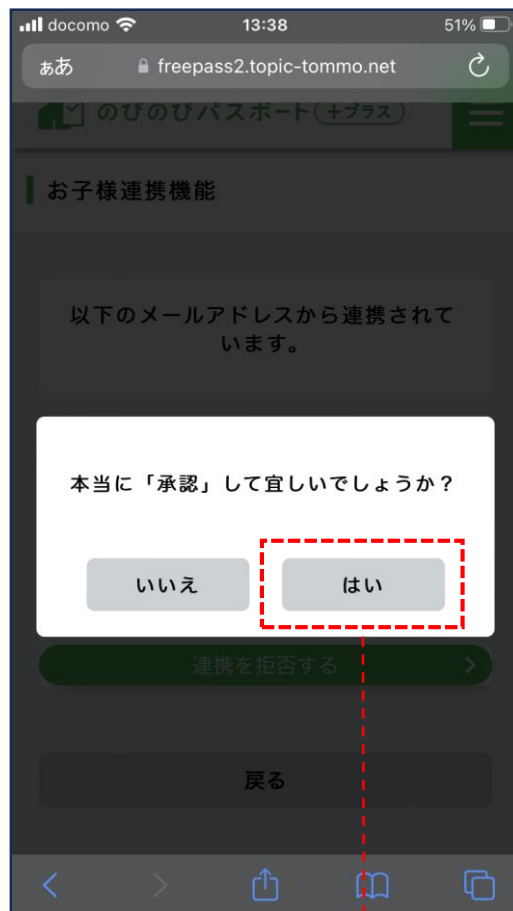 docomo 13:38 51%
ぁあ freepass2.topic-tommo.net
のびのびパスポート(+プラス)
お子様連携機能
以下のメールアドレスから連携されて
います。
本当に「承認」して宜しいでしょうか？
いいえ はい
連携を拒否する
戻る